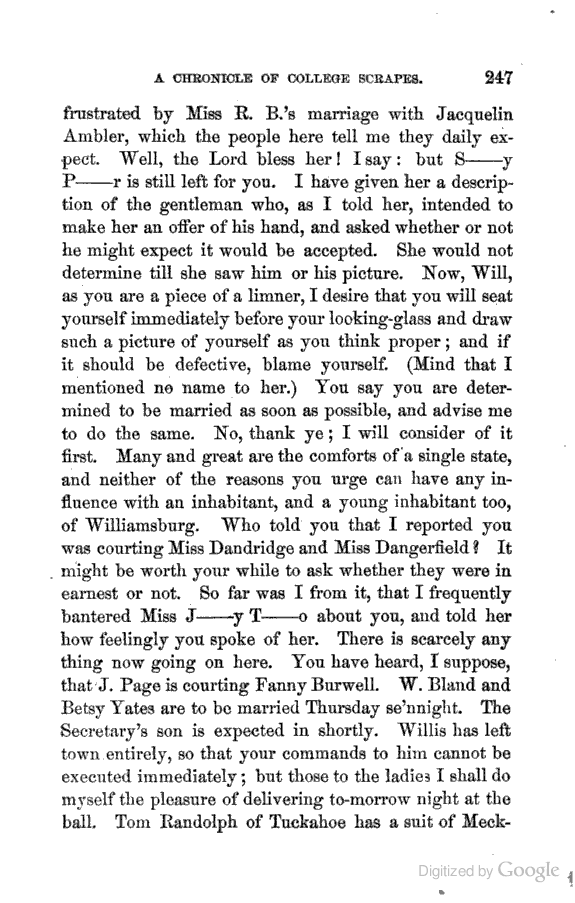 A CHRONICLE OF COLLEGE SCRAPES. 247
frustrated by Miss R. B.'s marriage with Jacquelin
Ambler, which the people here tell me they daily ex-
pect. Well, the Lord bless her! I say: but S——y
P——r is still left for you. I have given her a descrip-
tion of the gentleman who, as I told her, intended to
make her an offer of his hand, and asked whether or not
he might expect it would be accepted. She would not
determine till she saw him or his picture. Now, Will,
as you are a piece of a limner, I desire that you will seat
yourself immediately before your looking-glass and draw
such a picture of yourself as you think proper; and if
it should be defective, blame yourself. (Mind that I
mentioned no name to her.) You say you are deter-
mined to be married as soon as possible, and advise me
to do the same. No, thank ye; I will consider of it
first. Many and great are the comforts of a single state,
and neither of the reasons you urge can have any in-
fluence with an inhabitant, and a young inhabitant too,
of Williamsburg. Who told you that I reported you
was courting Miss Dandridge and Miss Dangerfield? It
might be worth your while to ask whether they were in
earnest or not. So far was I from it, that I frequently
bantered Miss J——y T——o about you, and told her
how feelingly you spoke of her. There is scarcely any
thing now going on here. You have heard, I suppose,
that J. Page is courting Fanny Burwell. W. Bland and
Betsy Yates are to be married Thursday se'nnight. The
Secretary's son is expected in shortly. Willis has left
town entirely, so that your commands to him cannot be
executed immediately; but those to the ladies I shall do
myself the pleasure of delivering to-morrow night at the
ball. Tom Randolph of Tuckahoe has a suit of Meck-
Digitized by Google